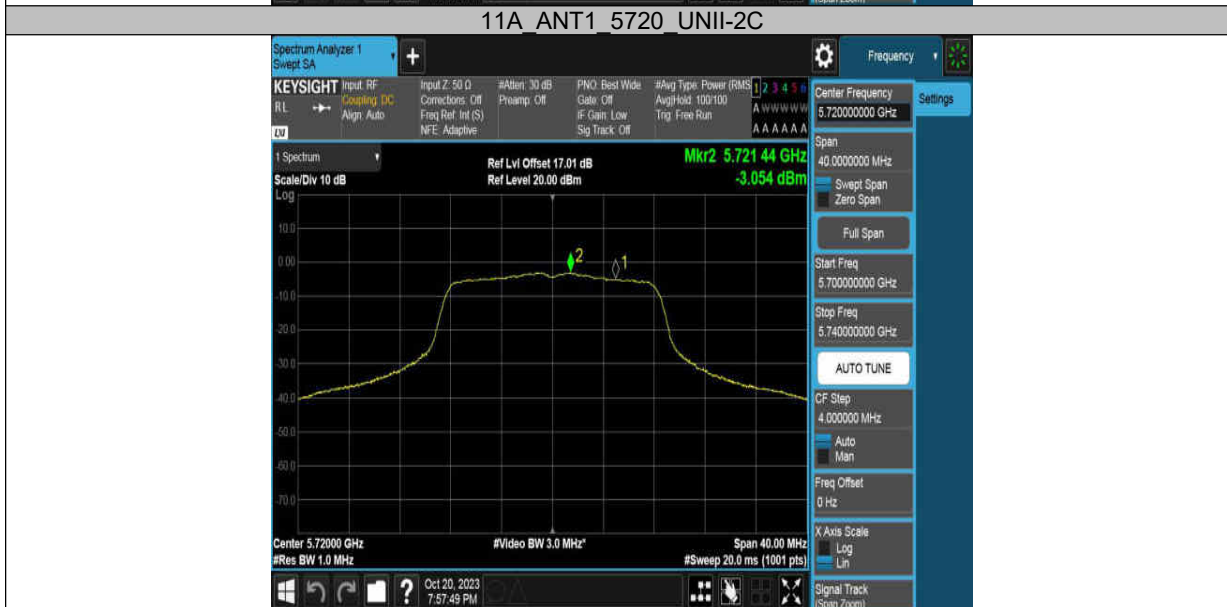 (Span Zoom)
11A_ANT1_5720_UNII-2C
Spectrum Analyzer 1
Swept SA
Frequency
KEYSIGHT
RL
LV
Input: RF
Coupling: DC
Align: Auto
Input Z: 50 Ω
Corrections: Off
Freq Ref: Int (S)
NFE: Adaptive
#Atten: 30 dB
Preamp: Off
PNO: Best Wide
Gate: Off
IF Gain: Low
Sig Track: Off
#Avg Type: Power (RMS
Avg|Hold: 100/100
Trig: Free Run
1 2 3 4 5 6
A W W W W W
A A A A A A
1 Spectrum
Scale/Div 10 dB
Log
Ref Lvl Offset 17.01 dB
Ref Level 20.00 dBm
Mkr2 5.721 44 GHz
-3.054 dBm
10.0
0.00
-10.0
-20.0
-30.0
-40.0
-50.0
-60.0
-70.0
2
1
Center 5.72000 GHz
#Res BW 1.0 MHz
#Video BW 3.0 MHz*
Span 40.00 MHz
#Sweep 20.0 ms (1001 pts)
?
Oct 20, 2023
7:57:49 PM
Center Frequency
5.720000000 GHz
Settings
Span
40.0000000 MHz
Swept Span
Zero Span
Full Span
Start Freq
5.700000000 GHz
Stop Freq
5.740000000 GHz
AUTO TUNE
CF Step
4.000000 MHz
Auto
Man
Freq Offset
0 Hz
X Axis Scale
Log
Lin
Signal Track
(Span Zoom)